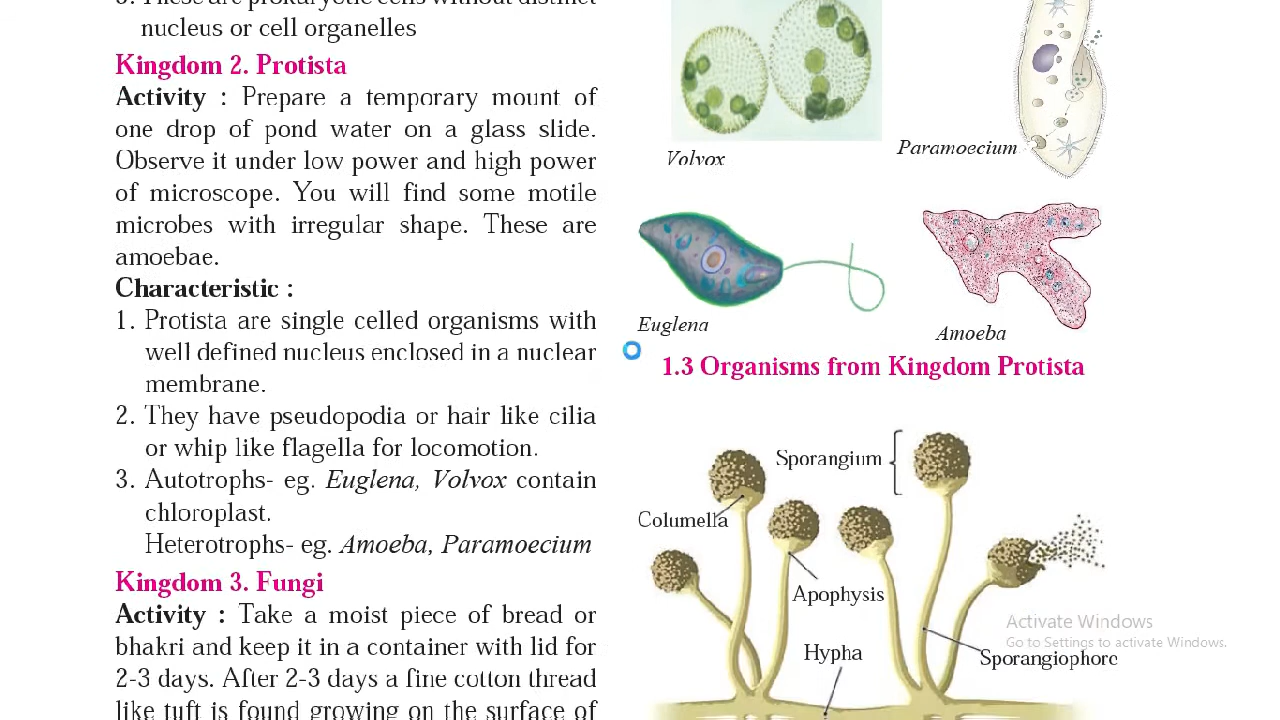 nucleus or cell organelles
Kingdom 2. Protista
Activity : Prepare a temporary mount of
one drop of pond water on a glass slide.
Observe it under low power and high power
of microscope. You will find some motile
microbes with irregular shape. These are
amoebae.
Characteristic :
1. Protista are single celled organisms with
well defined nucleus enclosed in a nuclear
membrane.
2. They have pseudopodia or hair like cilia
or whip like flagella for locomotion.
3. Autotrophs- eg. Euglena, Volvox contain
chloroplast.
Heterotrophs- eg. Amoeba, Paramoecium
Kingdom 3. Fungi
Activity : Take a moist piece of bread or
bhakri and keep it in a container with lid for
2-3 days. After 2-3 days a fine cotton thread
like tuft is found growing on the surface of
Volvox
Paramoecium
Euglena
Amoeba
1.3 Organisms from Kingdom Protista
Sporangium
Columella
Apophysis
Hypha
Sporangiophore
Activate Windows
Go to Settings to activate Windows.